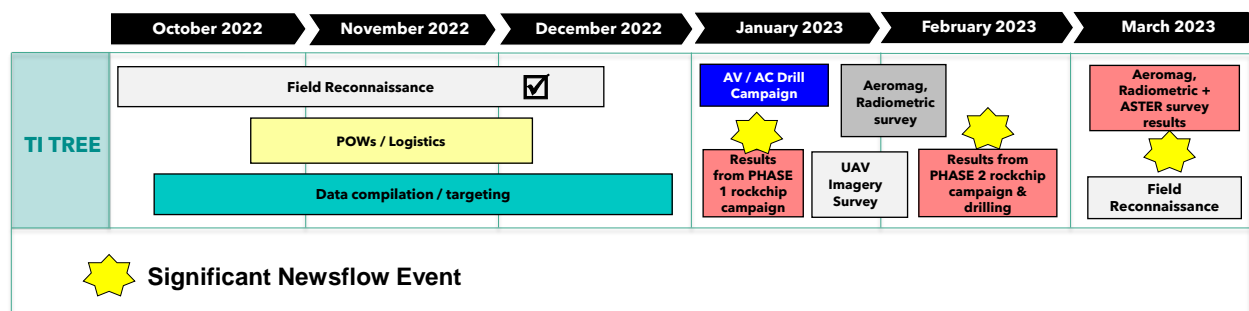 October 2022
November 2022
December 2022
January 2023
February 2023
March 2023
TI TREE
Field Reconnaissance
POWs / Logistics
Data compilation / targeting
AV / AC Drill
Campaign
Results
from PHASE
1 rockchip
campaign
Aeromag,
Radiometric
survey
UAV
Imagery
Survey
Results from
PHASE 2 rockchip
campaign &
drilling
Aeromag,
Radiometric +
ASTER survey
results
Field
Reconnaissance
Significant Newsflow Event